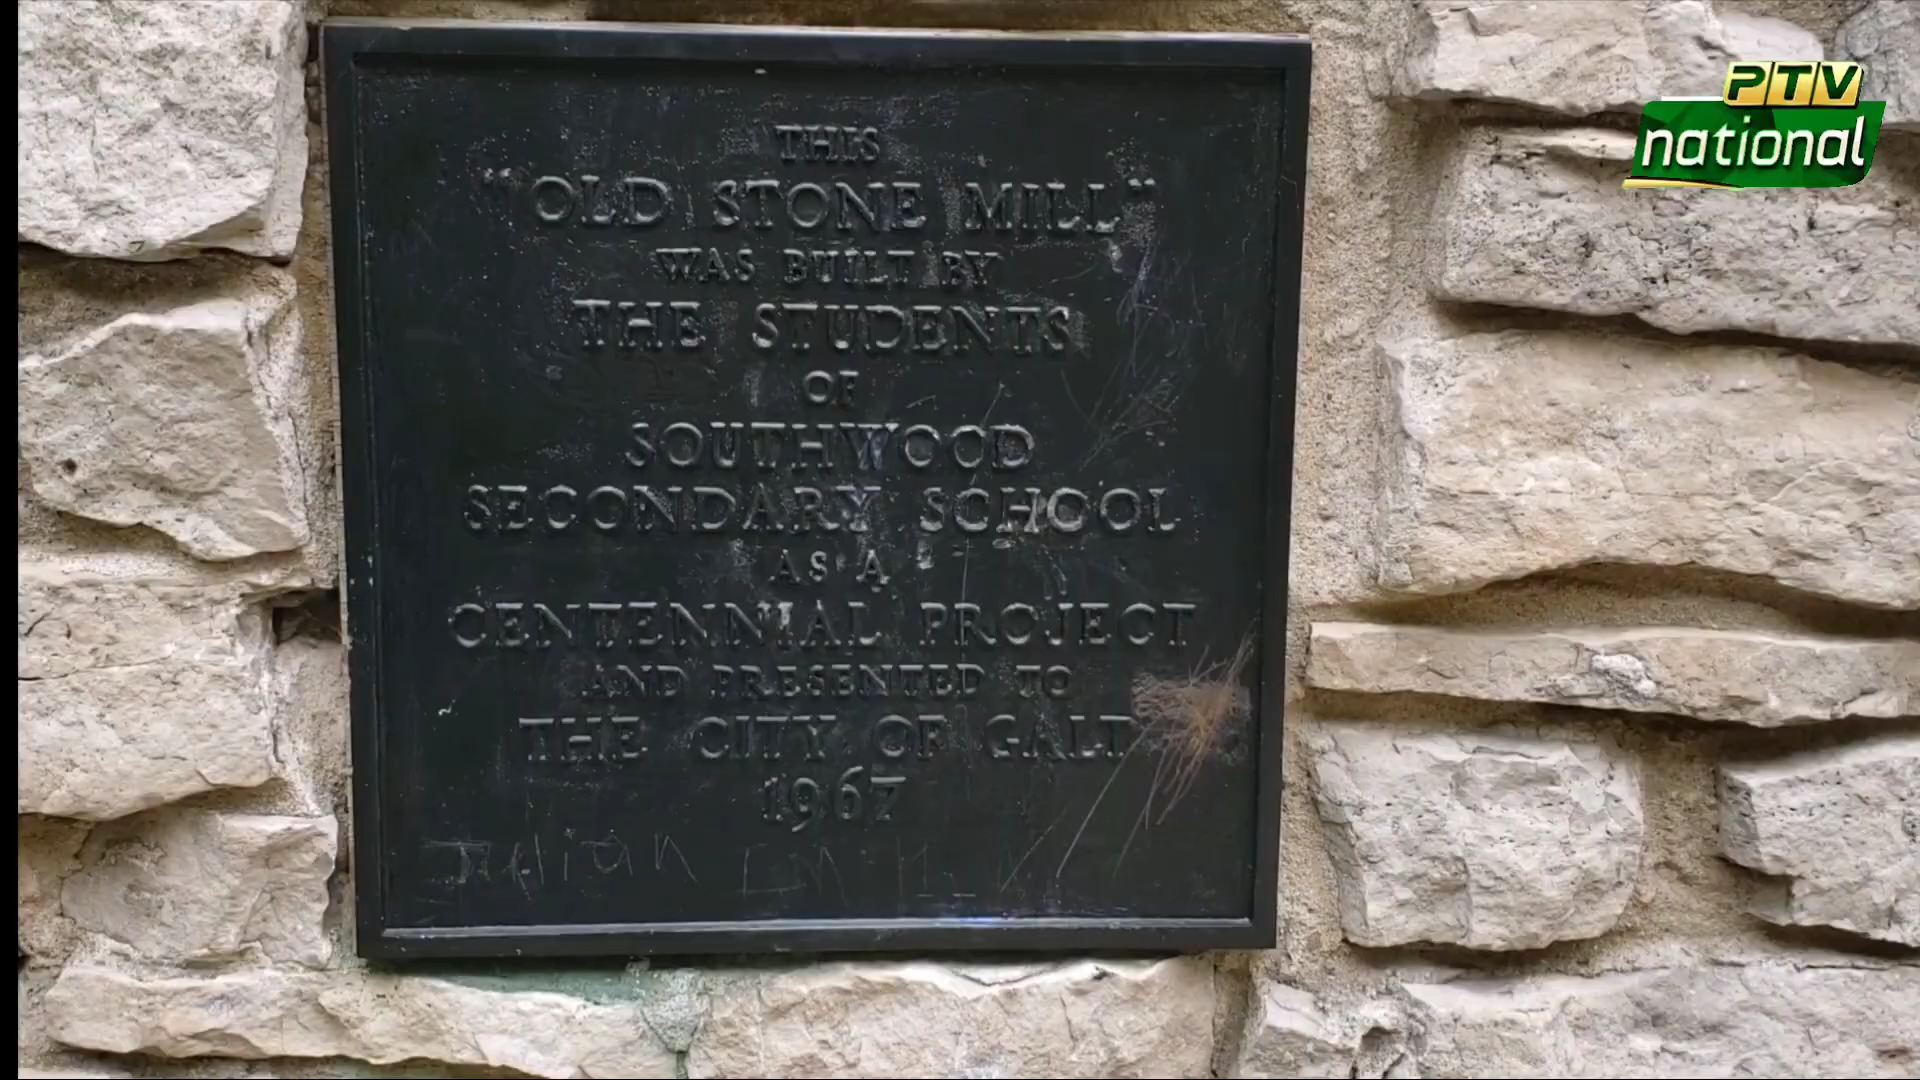 PTV
national
THIS
"OLD STONE MILL"
WAS BUILT BY
THE STUDENTS
OF
SOUTHWOOD
SECONDARY SCHOOL
AS A
CENTENNIAL PROJECT
AND PRESENTED TO
THE CITY OF GALT
1967